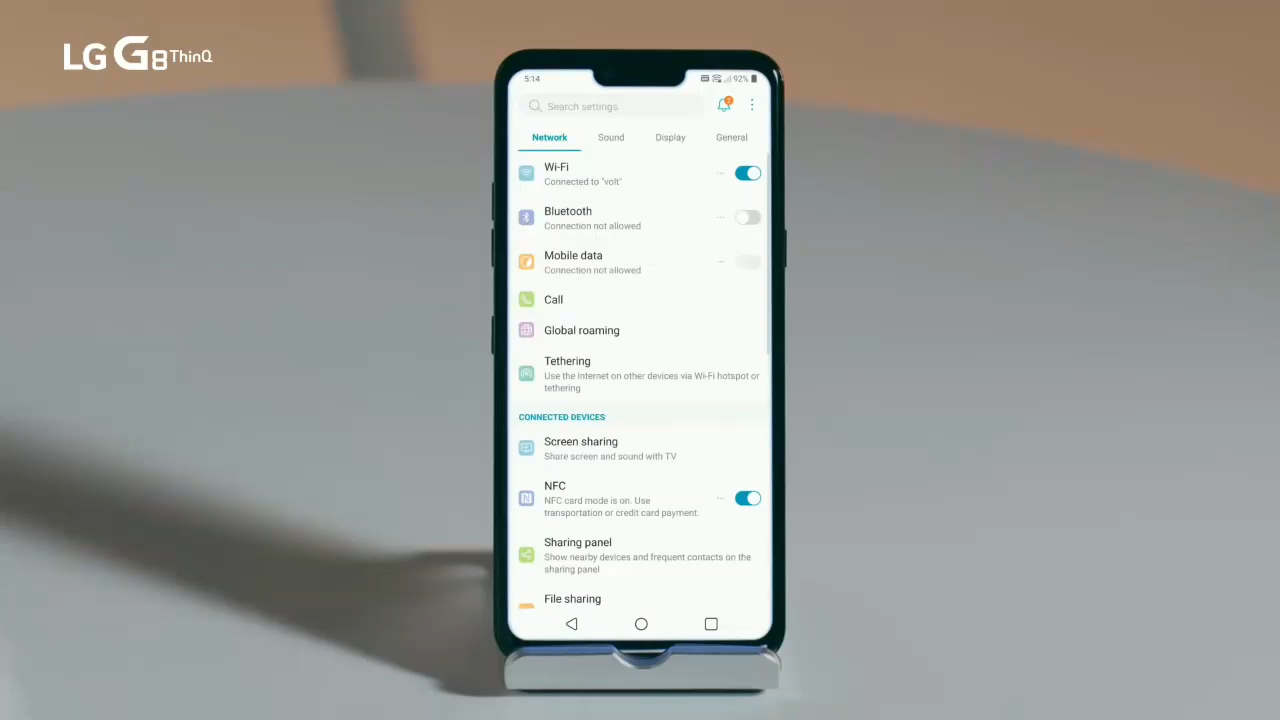 LG G8 ThinQ
5:14
92%
Search settings
2
Network
Sound
Display
General
Wi-Fi
Connected to "volt"
Bluetooth
Connection not allowed
Mobile data
Connection not allowed
Call
Global roaming
Tethering
Use the Internet on other devices via Wi-Fi hotspot or
tethering
CONNECTED DEVICES
Screen sharing
Share screen and sound with TV
NFC
NFC card mode is on. Use
transportation or credit card payment.
Sharing panel
Show nearby devices and frequent contacts on the
sharing panel
File sharing